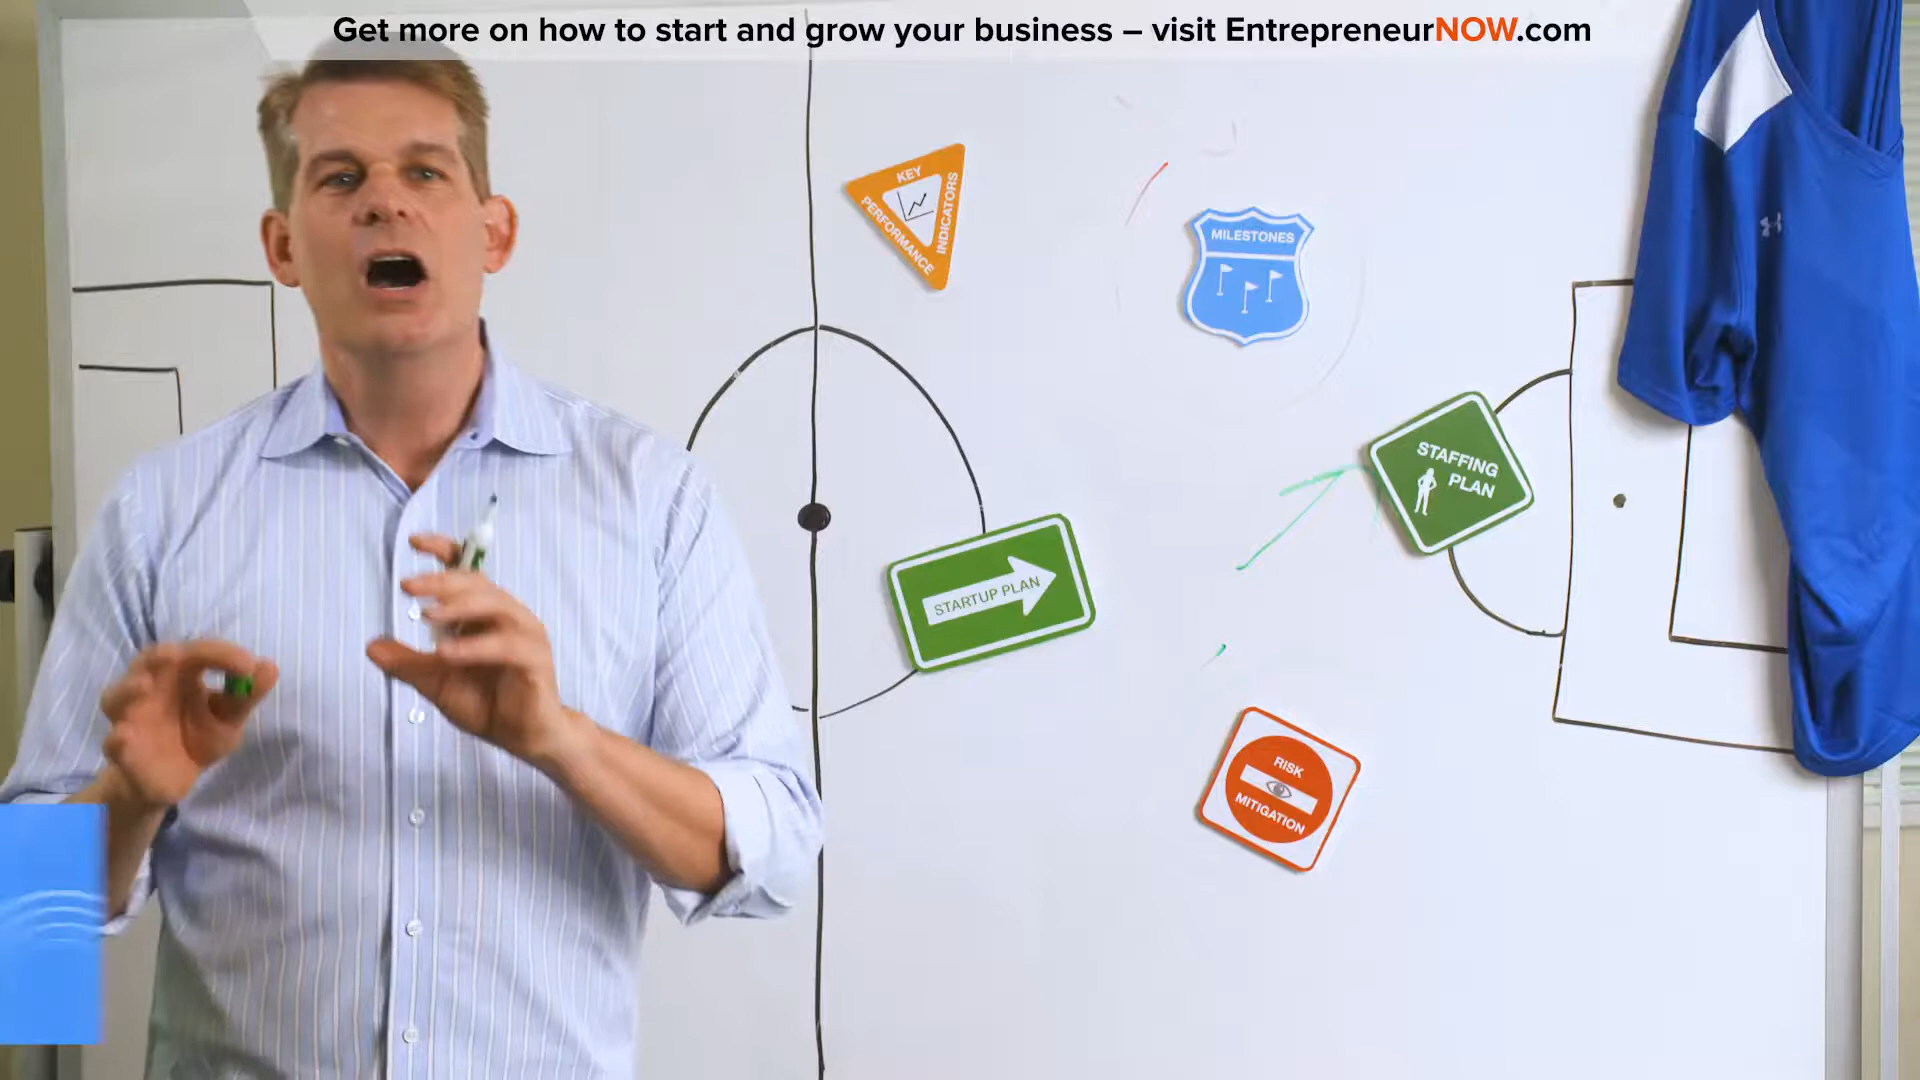 Get more on how to start and grow your business – visit EntrepreneurNOW.com
KEY
PERFORMANCE
INDICATORS
MILESTONES
STAFFING
PLAN
STARTUP PLAN
RISK
MITIGATION